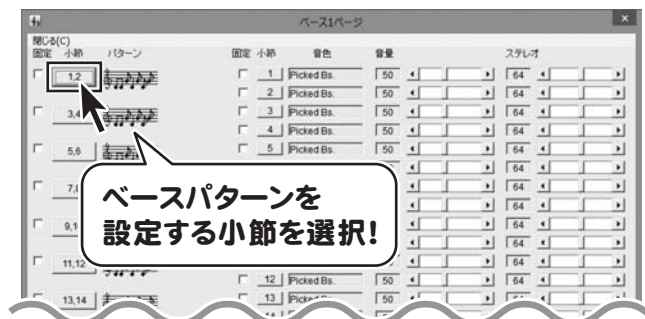 ベース1ページ
閉じる(C)
固定 小節 パターン 固定 小節 音色 音量 ステレオ
1,2 1 Picked Bs. 50 64
2 Picked Bs. 50 64
3,4 3 Picked Bs. 50 64
4 Picked Bs. 50 64
5,6 5 Picked Bs. 50 64
64
64
64
9,1 64
64
11,12 50 64
12 Picked Bs. 50 64
13,14 13 50
ベースパターンを
設定する小節を選択!